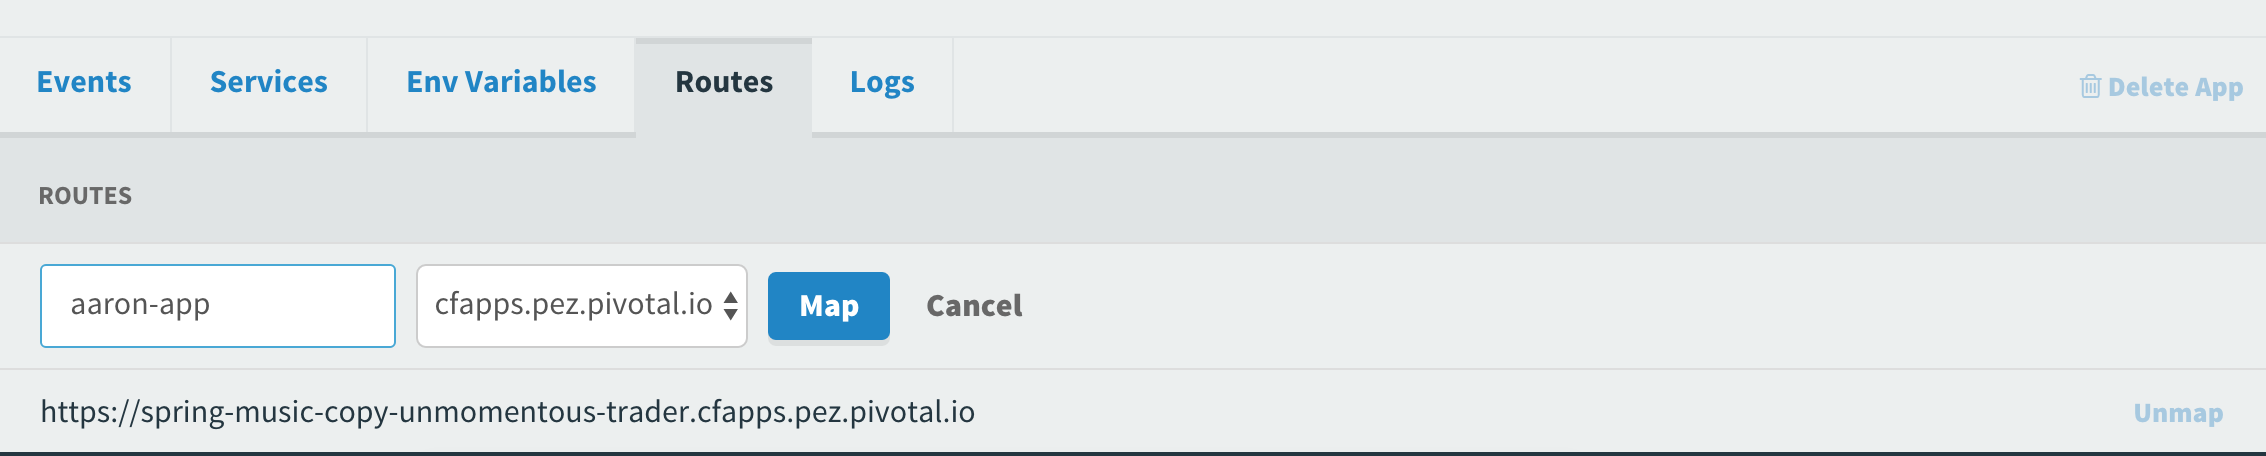 Events Services Env Variables Routes Logs Delete App
ROUTES
aaron-app cfapps.pez.pivotal.io Map Cancel
https://spring-music-copy-unmomentous-trader.cfapps.pez.pivotal.io Unmap